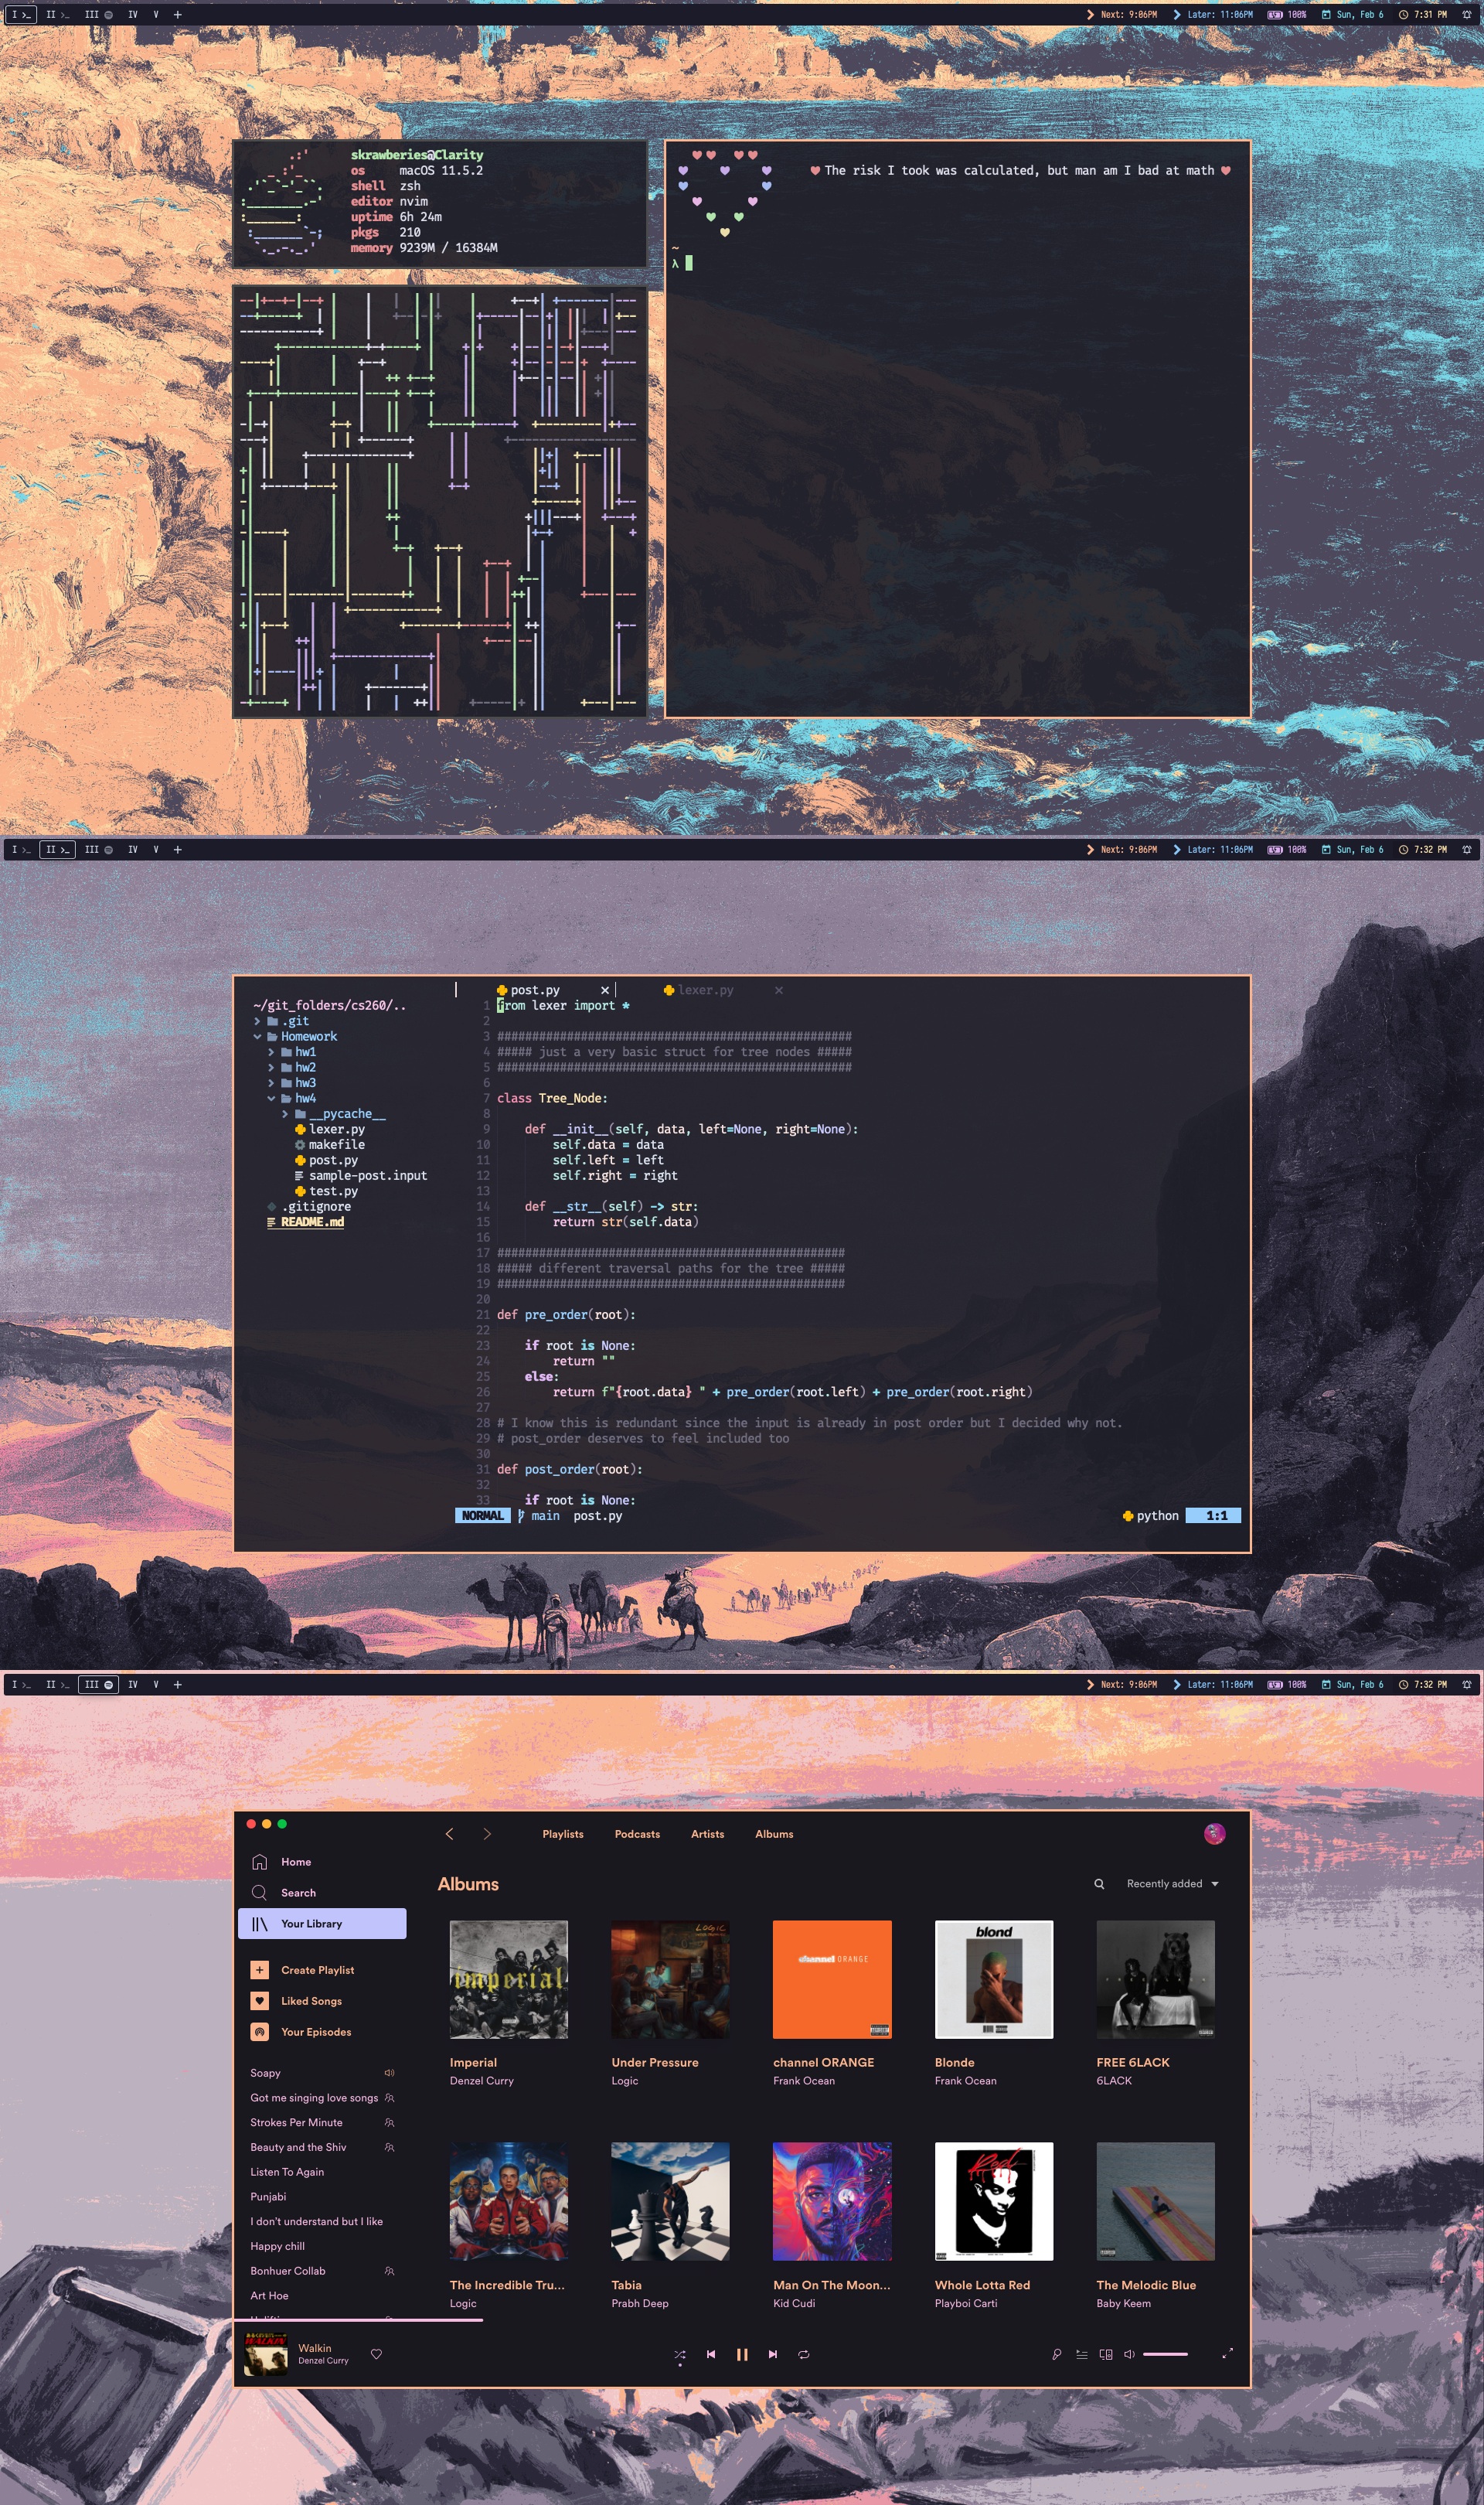 I >_ II >_ III IV V +
Next: 9:06PM Later: 11:06PM 100% Sun, Feb 6 7:31 PM
skrawberies@Clarity
os macOS 11.5.2
shell zsh
editor nvim
uptime 6h 24m
pkgs 210
memory 9239M / 16384M
♥ The risk I took was calculated, but man am I bad at math ♥
~
λ
I >_ II >_ III IV V +
Next: 9:06PM Later: 11:06PM 100% Sun, Feb 6 7:32 PM
~/git_folders/cs260/..
.git
Homework
hw1
hw2
hw3
hw4
__pycache__
lexer.py
makefile
post.py
sample-post.input
test.py
.gitignore
README.md
post.py × lexer.py ×
1 from lexer import *
2
3 ###################################################
4 ##### just a very basic struct for tree nodes #####
5 ###################################################
6
7 class Tree_Node:
8
9 def __init__(self, data, left=None, right=None):
10 self.data = data
11 self.left = left
12 self.right = right
13
14 def __str__(self) -> str:
15 return str(self.data)
16
17 ##################################################
18 ##### different traversal paths for the tree #####
19 ##################################################
20
21 def pre_order(root):
22
23 if root is None:
24 return ""
25 else:
26 return f"{root.data} " + pre_order(root.left) + pre_order(root.right)
27
28 # I know this is redundant since the input is already in post order but I decided why not.
29 # post_order deserves to feel included too
30
31 def post_order(root):
32
33 if root is None:
NORMAL main post.py python 1:1
I >_ II >_ III IV V +
Next: 9:06PM Later: 11:06PM 100% Sun, Feb 6 7:32 PM
Home
Search
Your Library
Create Playlist
Liked Songs
Your Episodes
Soapy
Got me singing love songs
Strokes Per Minute
Beauty and the Shiv
Listen To Again
Punjabi
I don't understand but I like
Happy chill
Bonhuer Collab
Art Hoe
Playlists Podcasts Artists Albums
Albums
Recently added
imperial
LOGIC
channel ORANGE
blond
Imperial
Denzel Curry
Under Pressure
Logic
channel ORANGE
Frank Ocean
Blonde
Frank Ocean
FREE 6LACK
6LACK
Red
The Incredible Tru...
Logic
Tabia
Prabh Deep
Man On The Moon...
Kid Cudi
Whole Lotta Red
Playboi Carti
The Melodic Blue
Baby Keem
WALKIN
Walkin
Denzel Curry